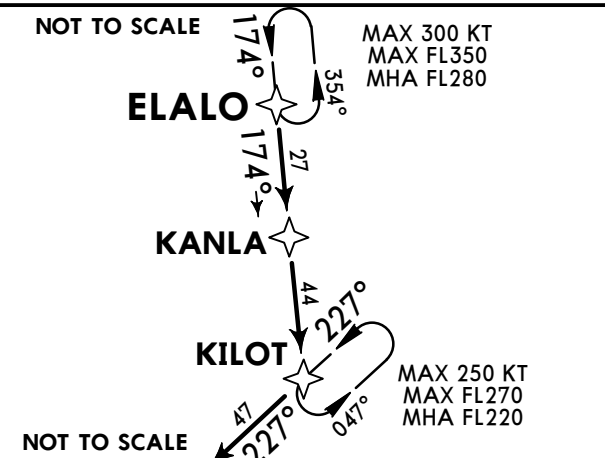 NOT TO SCALE
174°
MAX 300 KT
MAX FL350
MHA FL280
354°
ELALO
174°
27
KANLA
44
227°
KILOT
MAX 250 KT
MAX FL270
MHA FL220
047°
47
227°
NOT TO SCALE